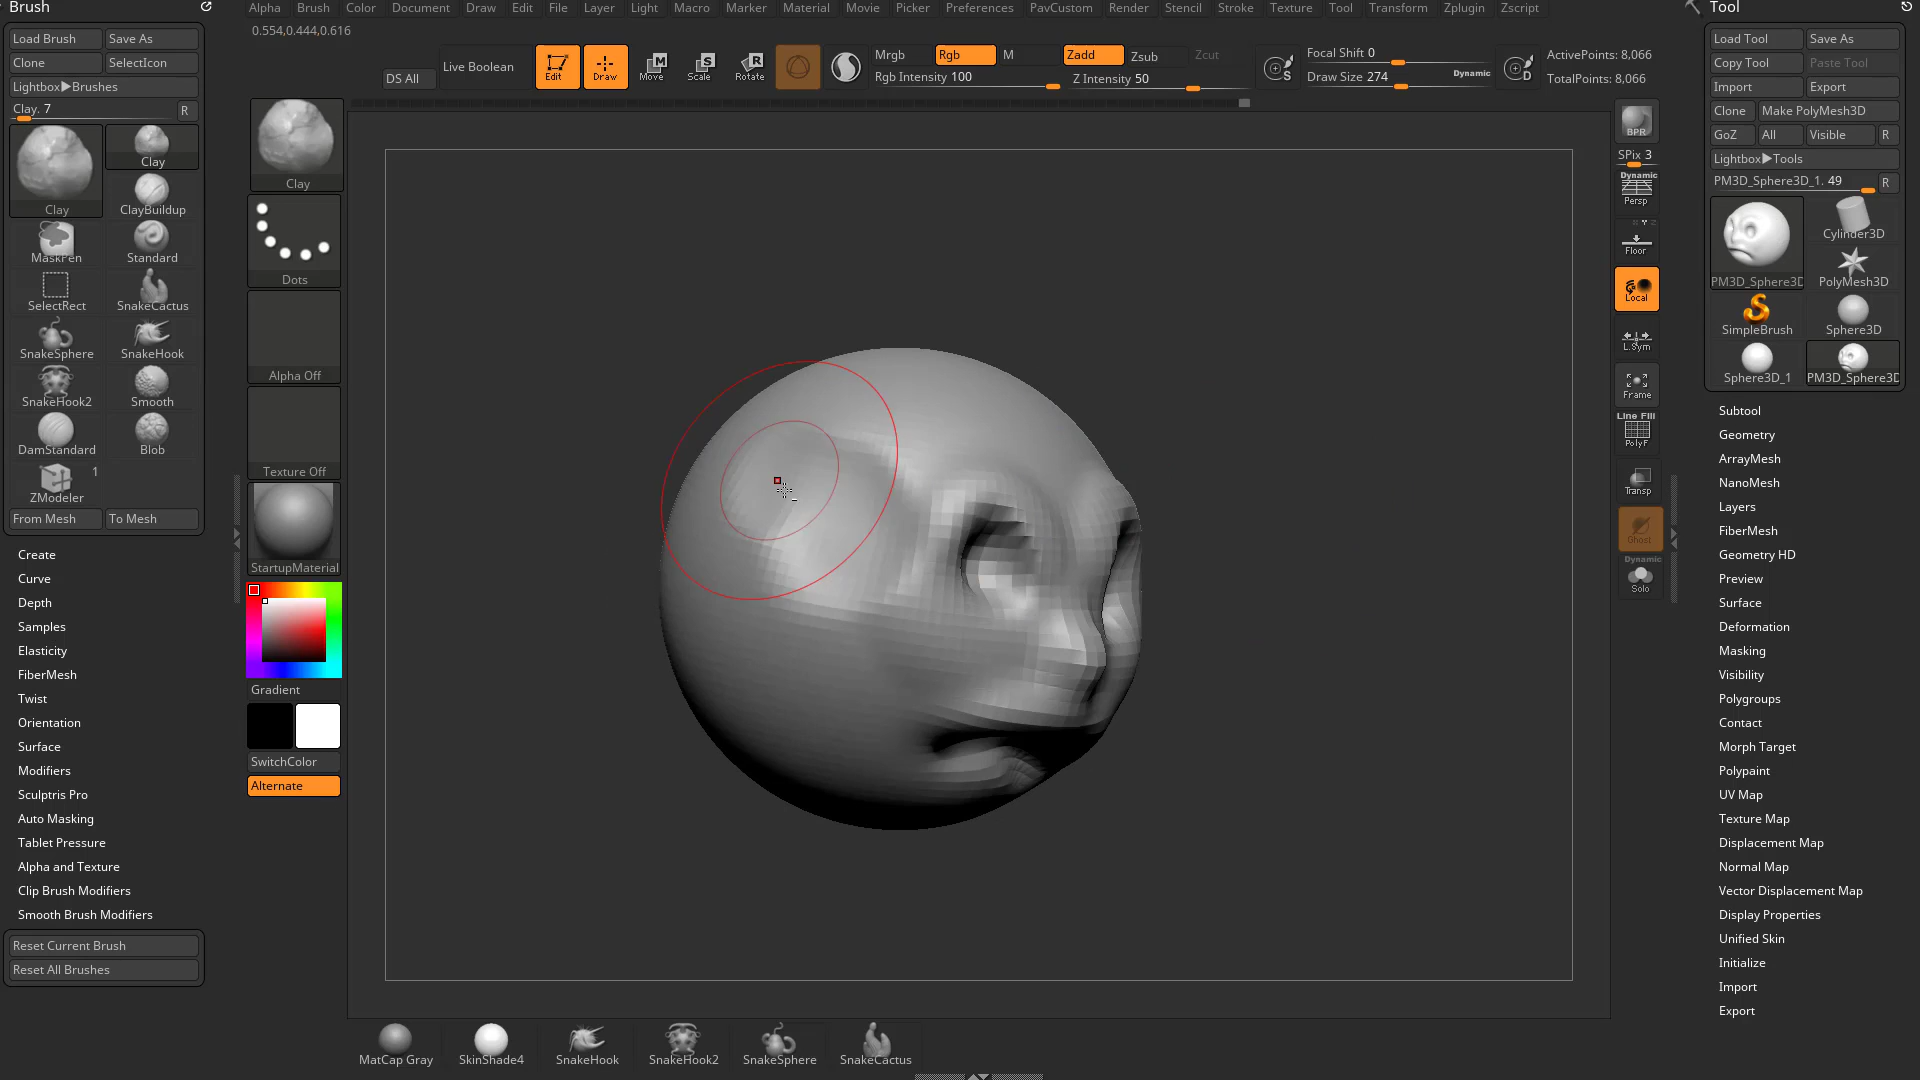 Brush
Alpha Brush Color Document Draw Edit File Layer Light Macro Marker Material Movie Picker Preferences PavCustom Render Stencil Stroke Texture Tool Transform Zplugin Zscript
Tool
0.554,0.444,0.616
Load Brush Save As
Clone SelectIcon
Lightbox▶Brushes
Clay. 7 R
Clay
Clay
ClayBuildup
MaskPen Standard
SelectRect SnakeCactus
SnakeSphere SnakeHook
SnakeHook2 Smooth
DamStandard Blob
1
ZModeler
From Mesh To Mesh
Create
Curve
Depth
Samples
Elasticity
FiberMesh
Twist
Orientation
Surface
Modifiers
Sculptris Pro
Auto Masking
Tablet Pressure
Alpha and Texture
Clip Brush Modifiers
Smooth Brush Modifiers
Reset Current Brush
Reset All Brushes
DS All
Live Boolean
Edit
Draw
Move
Scale
Rotate
Mrgb Rgb M
Rgb Intensity 100
Zadd Zsub Zcut
Z Intensity 50
S
Focal Shift 0
Draw Size 274 Dynamic
D
ActivePoints: 8,066
TotalPoints: 8,066
Clay
Dots
Alpha Off
Texture Off
StartupMaterial
Gradient
SwitchColor
Alternate
BPR
SPix 3
Dynamic
Persp
Floor
Local
L.Sym
Frame
Line Fill
PolyF
Transp
Ghost
Dynamic
Solo
Load Tool Save As
Copy Tool Paste Tool
Import Export
Clone Make PolyMesh3D
GoZ All Visible R
Lightbox▶Tools
PM3D_Sphere3D_1. 49 R
PM3D_Sphere3D
Cylinder3D
PolyMesh3D
SimpleBrush Sphere3D
Sphere3D_1 PM3D_Sphere3D
Subtool
Geometry
ArrayMesh
NanoMesh
Layers
FiberMesh
Geometry HD
Preview
Surface
Deformation
Masking
Visibility
Polygroups
Contact
Morph Target
Polypaint
UV Map
Texture Map
Displacement Map
Normal Map
Vector Displacement Map
Display Properties
Unified Skin
Initialize
Import
Export
MatCap Gray SkinShade4 SnakeHook SnakeHook2 SnakeSphere SnakeCactus